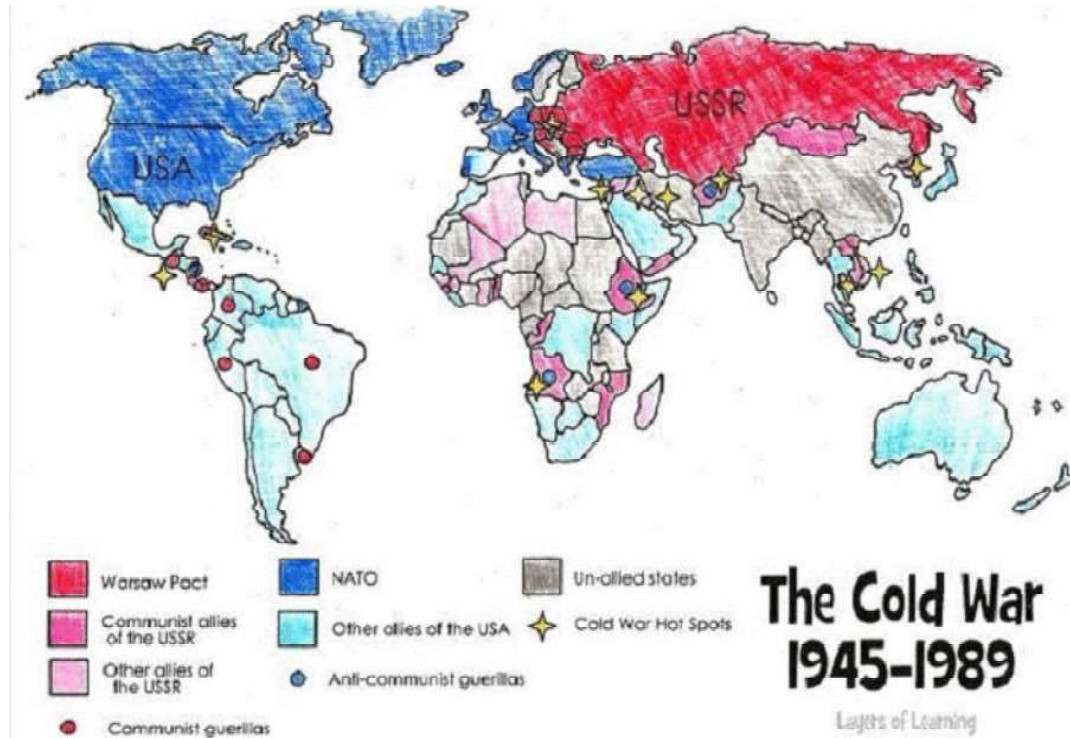 USA
USSR
Warsaw Pact
Communist allies
of the USSR
Other allies of
the USSR
Communist guerillas
NATO
Other allies of the USA
Anti-communist guerillas
Un-allied states
Cold War Hot Spots
The Cold War
1945-1989
Layers of Learning